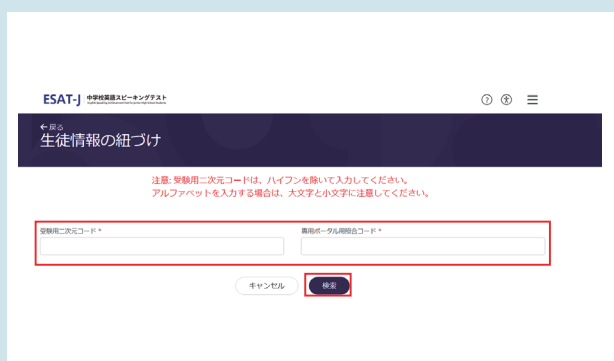 ESAT-J 中学校英語スピーキングテスト
戻る
生徒情報の紐づけ
注意: 受験用二次元コードは、ハイフンを除いて入力してください。
アルファベットを入力する場合は、大文字と小文字に注意してください。
受験用二次元コード *
専用ポータル用照合コード *
キャンセル
検索